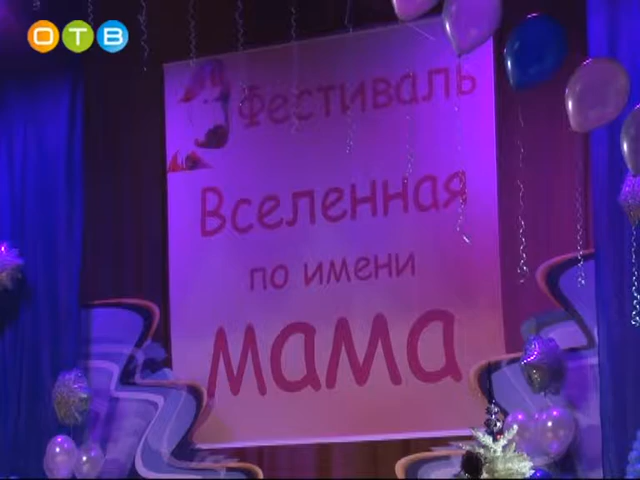 ОТВ
Фестиваль
Вселенная
по имени
мама